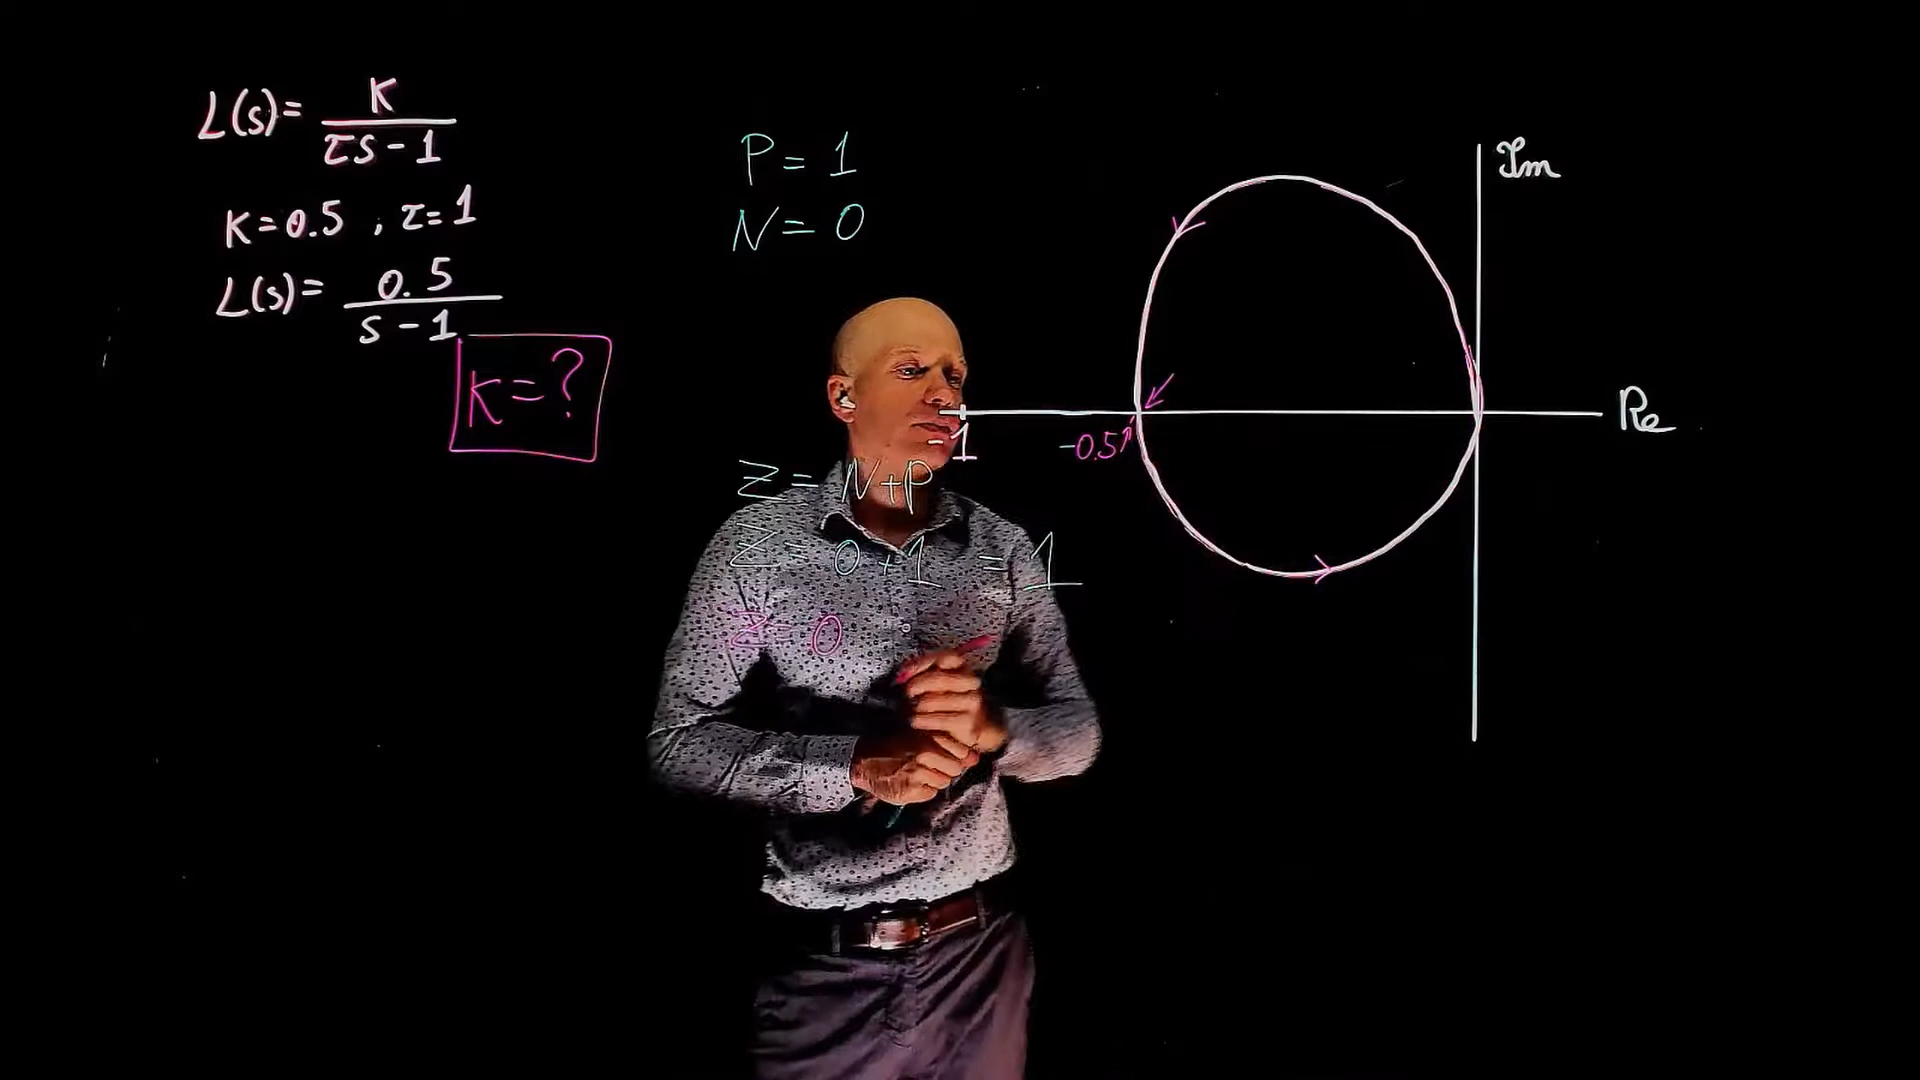 L(s) = K / τs - 1
K = 0.5 , τ = 1
L(s) = 0.5 / s - 1
K = ?
P = 1
N = 0
Z = N + P
Z = 0 + 1 = 1
Z = 0
Im
Re
-1
-0.5